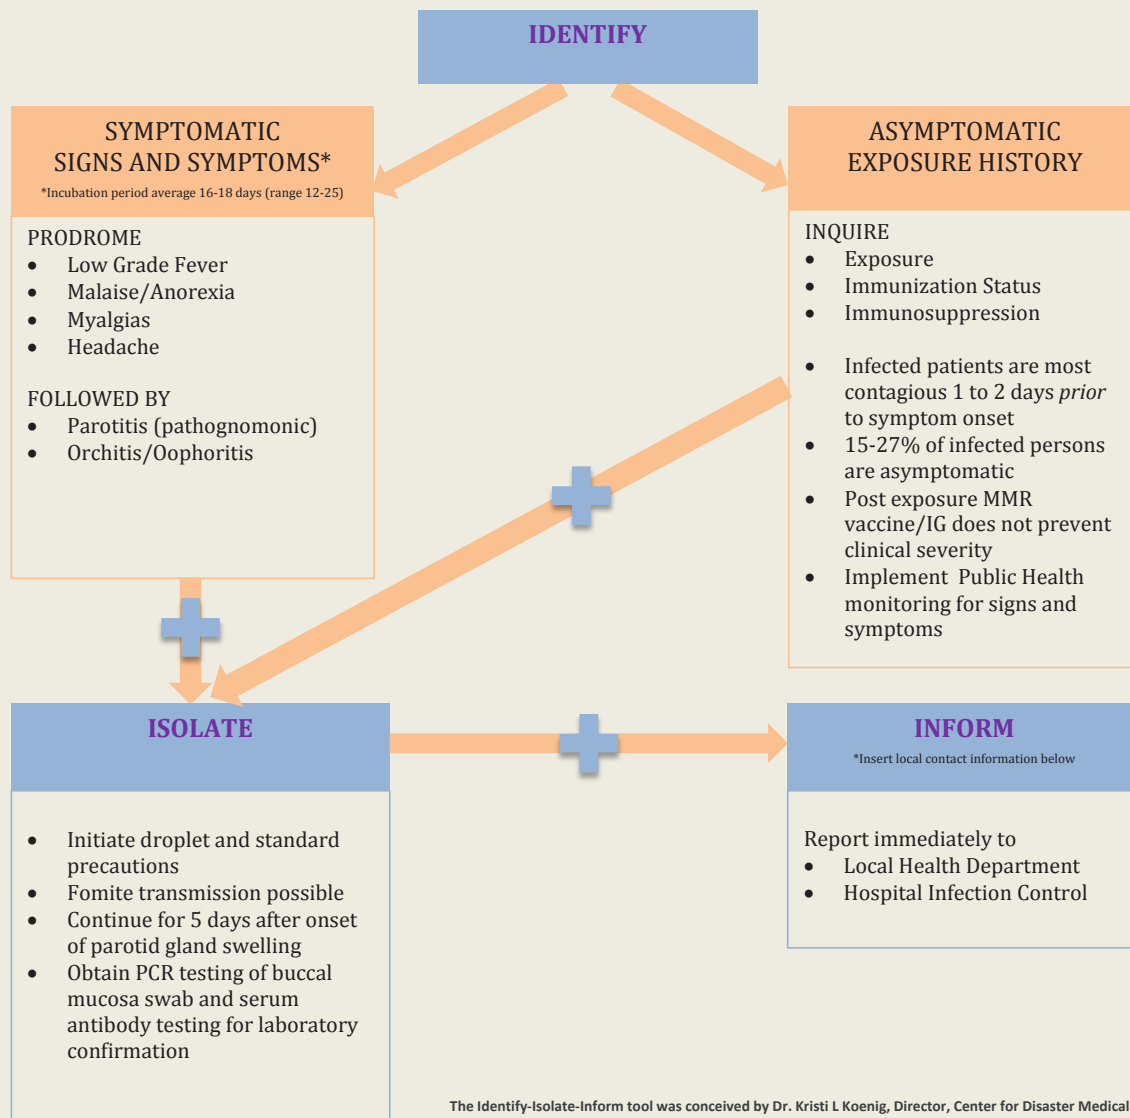 IDENTIFY
SYMPTOMATIC
SIGNS AND SYMPTOMS*
*Incubation period average 16-18 days (range 12-25)
PRODROME
• Low Grade Fever
• Malaise/Anorexia
• Myalgias
• Headache
FOLLOWED BY
• Parotitis (pathognomonic)
• Orchitis/Oophoritis
ASYMPTOMATIC
EXPOSURE HISTORY
INQUIRE
• Exposure
• Immunization Status
• Immunosuppression
• Infected patients are most
contagious 1 to 2 days prior
to symptom onset
• 15-27% of infected persons
are asymptomatic
• Post exposure MMR
vaccine/IG does not prevent
clinical severity
• Implement Public Health
monitoring for signs and
symptoms
ISOLATE
• Initiate droplet and standard
precautions
• Fomite transmission possible
• Continue for 5 days after onset
of parotid gland swelling
• Obtain PCR testing of buccal
mucosa swab and serum
antibody testing for laboratory
confirmation
INFORM
*Insert local contact information below
Report immediately to
• Local Health Department
• Hospital Infection Control
The Identify-Isolate-Inform tool was conceived by Dr. Kristi L Koenig, Director, Center for Disaster Medical